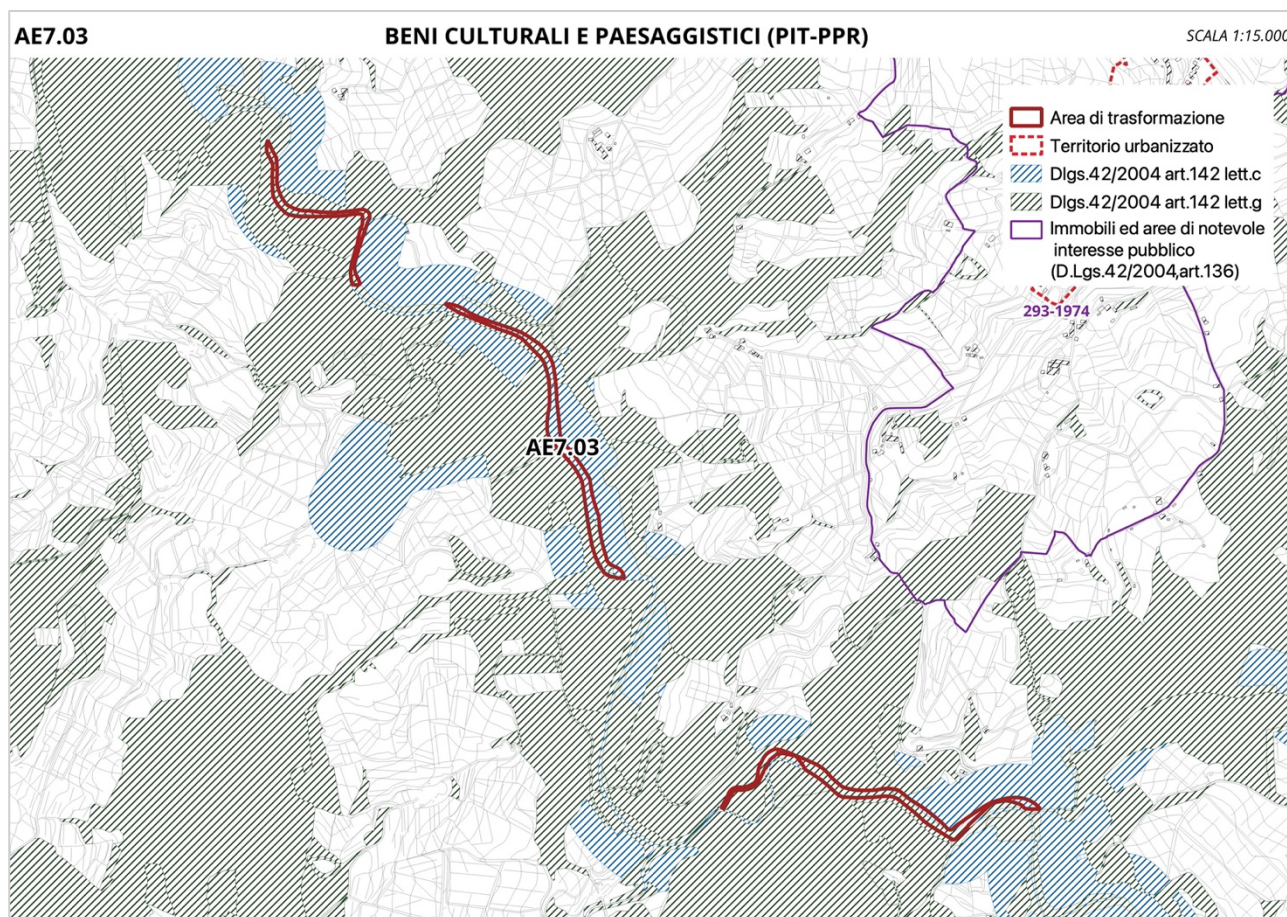 AE7.03
BENI CULTURALI E PAESAGGISTICI (PIT-PPR)
SCALA 1:15.000
Area di trasformazione
Territorio urbanizzato
Dlgs.42/2004 art.142 lett.c
Dlgs.42/2004 art.142 lett.g
Immobili ed aree di notevole
interesse pubblico
(D.Lgs.42/2004,art.136)
293-1974
AE7.03